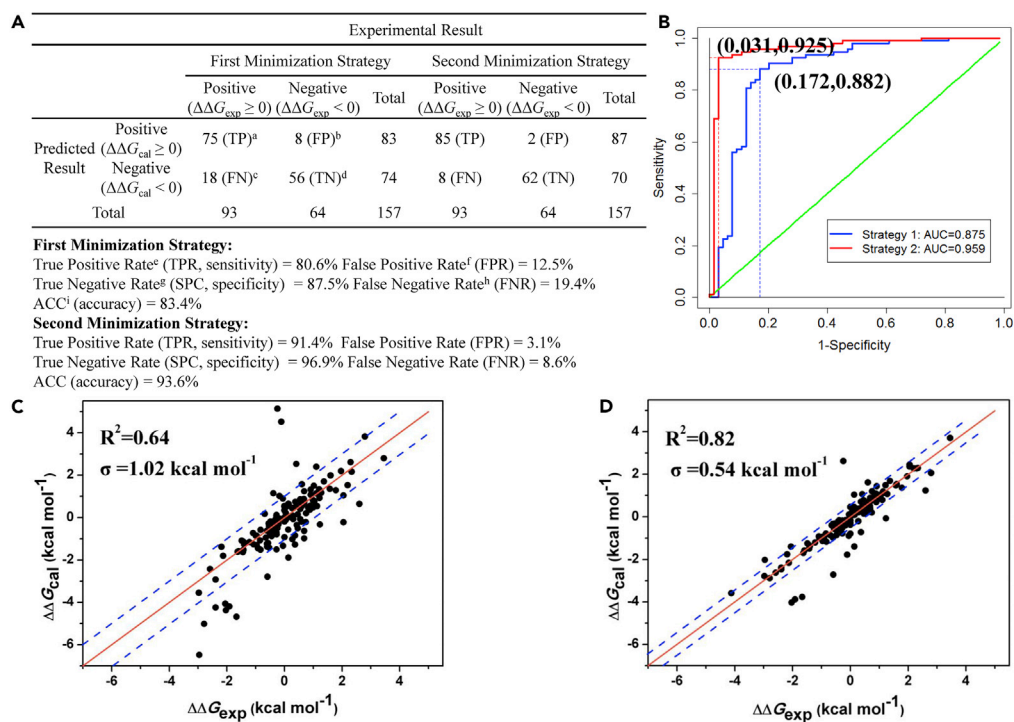 A
Experimental Result
First Minimization Strategy Second Minimization Strategy
Positive (ΔΔGexp ≥ 0) Negative (ΔΔGexp < 0) Total Positive (ΔΔGexp ≥ 0) Negative (ΔΔGexp < 0) Total
Predicted Result
Positive (ΔΔGcal ≥ 0) 75 (TP)ᵃ 8 (FP)ᵇ 83 85 (TP) 2 (FP) 87
Negative (ΔΔGcal < 0) 18 (FN)ᶜ 56 (TN)ᵈ 74 8 (FN) 62 (TN) 70
Total 93 64 157 93 64 157
First Minimization Strategy:
True Positive Rateᵉ (TPR, sensitivity) = 80.6% False Positive Rateᶠ (FPR) = 12.5%
True Negative Rateᵍ (SPC, specificity) = 87.5% False Negative Rateʰ (FNR) = 19.4%
ACCⁱ (accuracy) = 83.4%
Second Minimization Strategy:
True Positive Rate (TPR, sensitivity) = 91.4% False Positive Rate (FPR) = 3.1%
True Negative Rate (SPC, specificity) = 96.9% False Negative Rate (FNR) = 8.6%
ACC (accuracy) = 93.6%
B
(0.031,0.925)
(0.172,0.882)
Strategy 1: AUC=0.875
Strategy 2: AUC=0.959
Sensitivity
1.0
0.8
0.6
0.4
0.2
0.0
0.0 0.2 0.4 0.6 0.8 1.0
1-Specificity
C
R²=0.64
σ =1.02 kcal mol⁻¹
ΔΔGcal (kcal mol⁻¹)
4
2
0
-2
-4
-6
-6 -4 -2 0 2 4
ΔΔGexp (kcal mol⁻¹)
D
R²=0.82
σ =0.54 kcal mol⁻¹
ΔΔGcal (kcal mol⁻¹)
4
2
0
-2
-4
-6
-6 -4 -2 0 2 4
ΔΔGexp (kcal mol⁻¹)